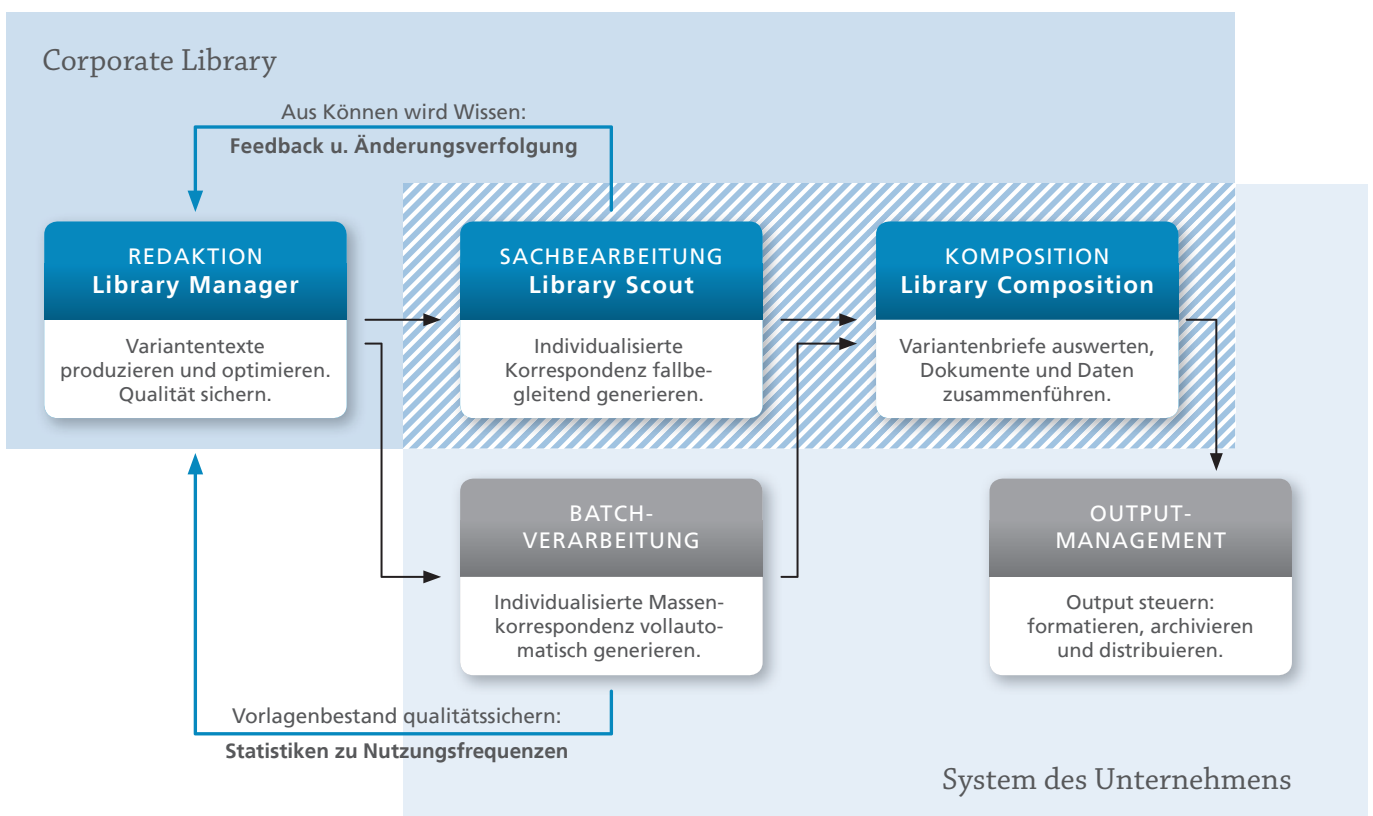 Corporate Library
Aus Können wird Wissen:
Feedback u. Änderungsverfolgung
REDAKTION
Library Manager
Variantentexte
produzieren und optimieren.
Qualität sichern.
SACHBEARBEITUNG
Library Scout
Individualisierte
Korrespondenz fallbe-
gleitend generieren.
KOMPOSITION
Library Composition
Variantenbriefe auswerten,
Dokumente und Daten
zusammenführen.
BATCH-
VERARBEITUNG
Individualisierte Massen-
korrespondenz vollauto-
matisch generieren.
OUTPUT-
MANAGEMENT
Output steuern:
formatieren, archivieren
und distribuieren.
Vorlagenbestand qualitätssichern:
Statistiken zu Nutzungsfrequenzen
System des Unternehmens